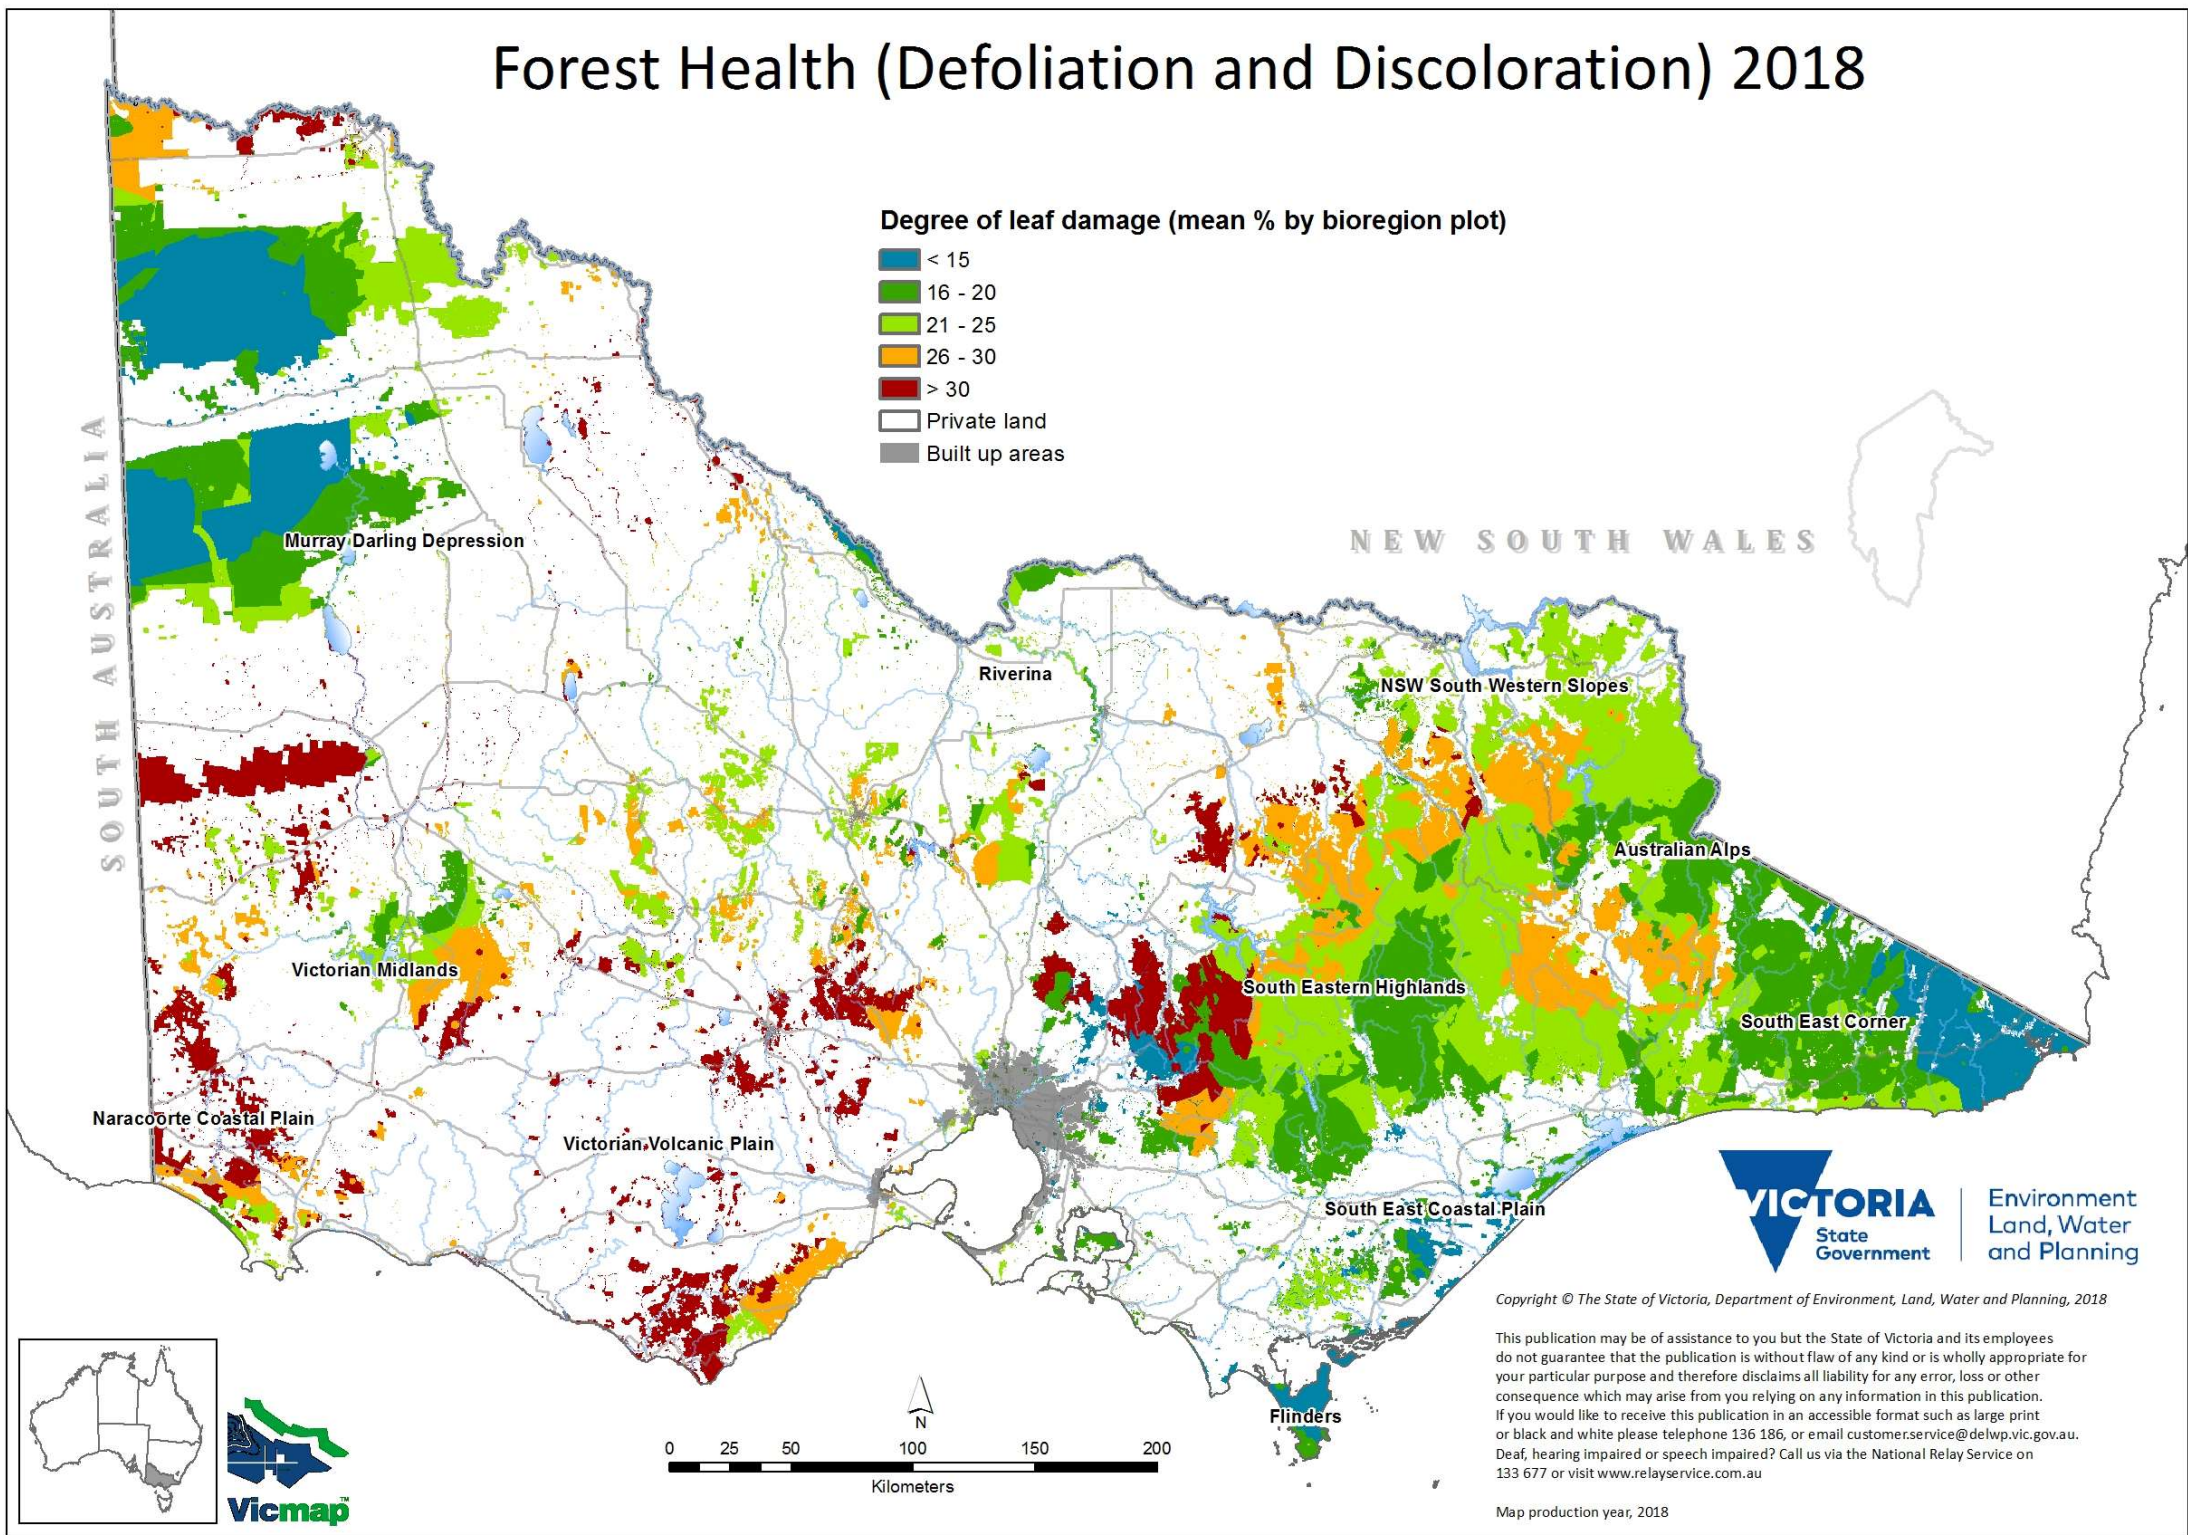 Forest Health (Defoliation and Discoloration) 2018
Degree of leaf damage (mean % by bioregion plot)
< 15
16 - 20
21 - 25
26 - 30
> 30
Private land
Built up areas
SOUTH AUSTRALIA
NEW SOUTH WALES
Murray Darling Depression
Riverina
NSW South Western Slopes
Australian Alps
Victorian Midlands
South Eastern Highlands
South East Corner
Naracoorte Coastal Plain
Victorian Volcanic Plain
South East Coastal Plain
Flinders
VICTORIA
State
Government
Environment
Land, Water
and Planning
Copyright © The State of Victoria, Department of Environment, Land, Water and Planning, 2018
This publication may be of assistance to you but the State of Victoria and its employees
do not guarantee that the publication is without flaw of any kind or is wholly appropriate for
your particular purpose and therefore disclaims all liability for any error, loss or other
consequence which may arise from you relying on any information in this publication.
If you would like to receive this publication in an accessible format such as large print
or black and white please telephone 136 186, or email customer.service@delwp.vic.gov.au.
Deaf, hearing impaired or speech impaired? Call us via the National Relay Service on
133 677 or visit www.relayservice.com.au
Map production year, 2018
N
0 25 50 100 150 200
Kilometers
Vicmap™